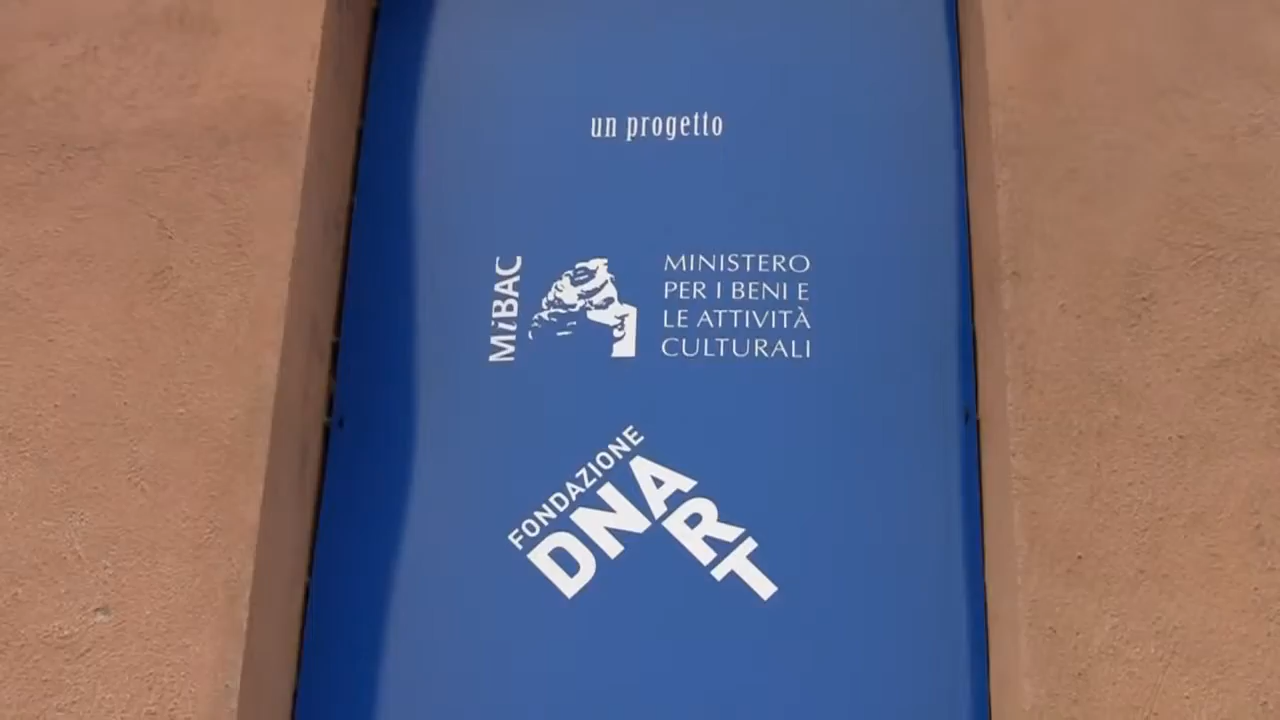 un progetto
MiBAC
MINISTERO
PER I BENI E
LE ATTIVITÀ
CULTURALI
FONDAZIONE
DNART